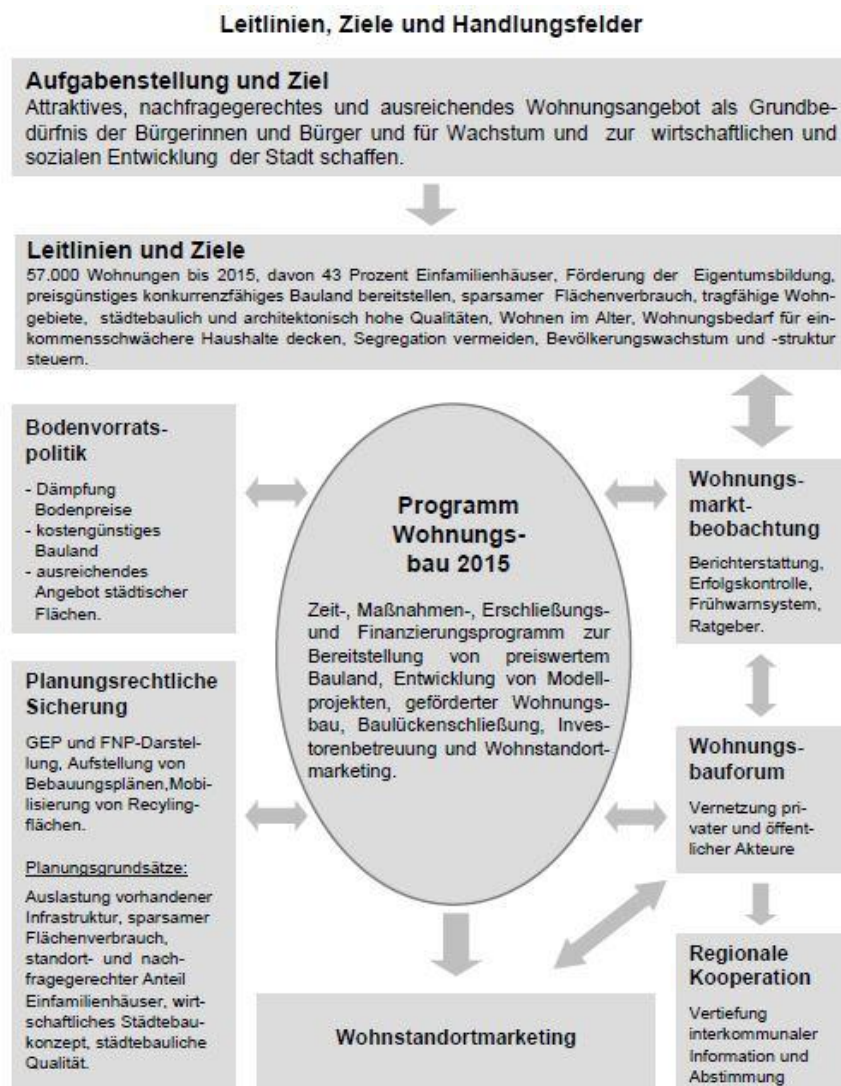 Leitlinien, Ziele und Handlungsfelder
Aufgabenstellung und Ziel
Attraktives, nachfragegerechtes und ausreichendes Wohnungsangebot als Grundbe-
dürfnis der Bürgerinnen und Bürger und für Wachstum und zur wirtschaftlichen und
sozialen Entwicklung der Stadt schaffen.
Leitlinien und Ziele
57.000 Wohnungen bis 2015, davon 43 Prozent Einfamilienhäuser, Förderung der Eigentumsbildung,
preisgünstiges konkurrenzfähiges Bauland bereitstellen, sparsamer Flächenverbrauch, tragfähige Wohn-
gebiete, städtebaulich und architektonisch hohe Qualitäten, Wohnen im Alter, Wohnungsbedarf für ein-
kommensschwächere Haushalte decken, Segregation vermeiden, Bevölkerungswachstum und -struktur
steuern.
Bodenvorrats-
politik
- Dämpfung
Bodenpreise
- kostengünstiges
Bauland
- ausreichendes
Angebot städtischer
Flächen.
Planungsrechtliche
Sicherung
GEP und FNP-Darstel-
lung, Aufstellung von
Bebauungsplänen,Mobi-
lisierung von Recyling-
flächen.
Planungsgrundsätze:
Auslastung vorhandener
Infrastruktur, sparsamer
Flächenverbrauch,
standort- und nach-
fragegerechter Anteil
Einfamilienhäuser, wirt-
schaftliches Städtebau-
konzept, städtebauliche
Qualität.
Programm
Wohnungs-
bau 2015
Zeit-, Maßnahmen-, Erschließungs-
und Finanzierungsprogramm zur
Bereitstellung von preiswertem
Bauland, Entwicklung von Modell-
projekten, geförderter Wohnungs-
bau, Baulückenschließung, Inves-
torenbetreuung und Wohnstandort-
marketing.
Wohnstandortmarketing
Wohnungs-
markt-
beobachtung
Berichterstattung,
Erfolgskontrolle,
Frühwarnsystem,
Ratgeber.
Wohnungs-
bauforum
Vernetzung pri-
vater und öffent-
licher Akteure
Regionale
Kooperation
Vertiefung
interkommunaler
Information und
Abstimmung